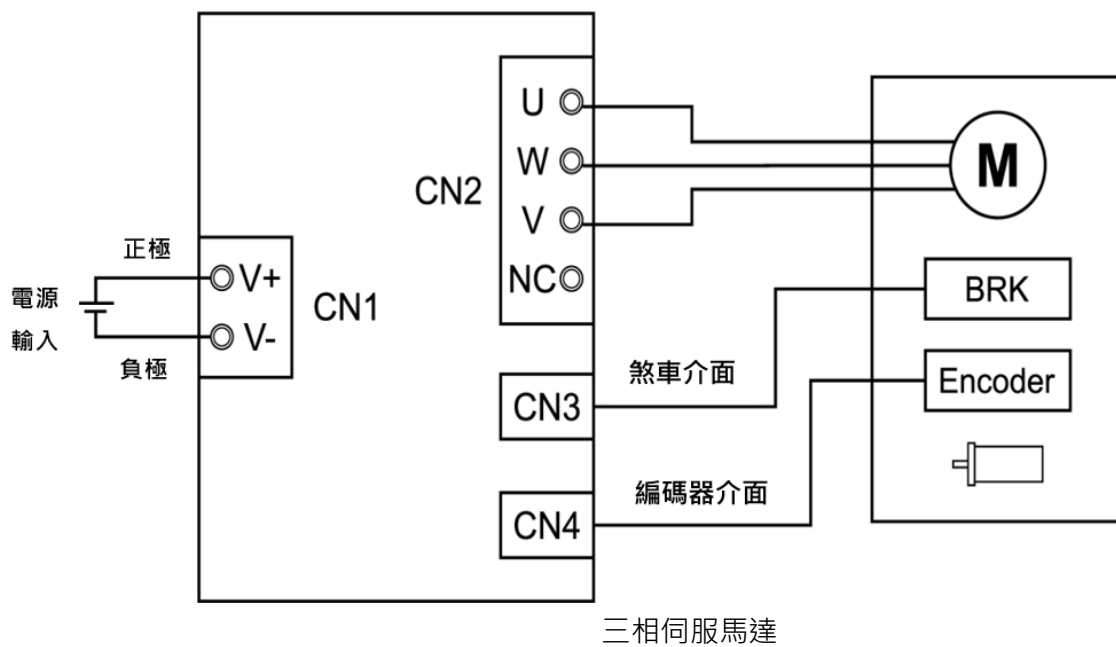 U
W
CN2
V
NC
M
正極
電源
輸入
V+
V-
CN1
負極
BRK
煞車介面
CN3
Encoder
編碼器介面
CN4
三相伺服馬達